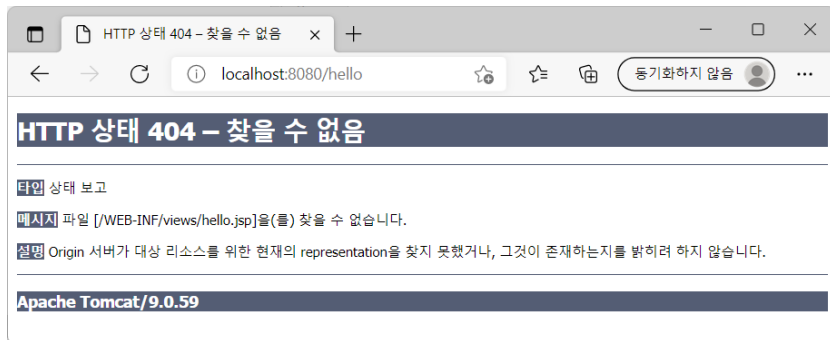 HTTP 상태 404 – 찾을 수 없음
localhost:8080/hello
동기화하지 않음
HTTP 상태 404 – 찾을 수 없음
타입 상태 보고
메시지 파일 [/WEB-INF/views/hello.jsp]을(를) 찾을 수 없습니다.
설명 Origin 서버가 대상 리소스를 위한 현재의 representation을 찾지 못했거나, 그것이 존재하는지를 밝히려 하지 않습니다.
Apache Tomcat/9.0.59